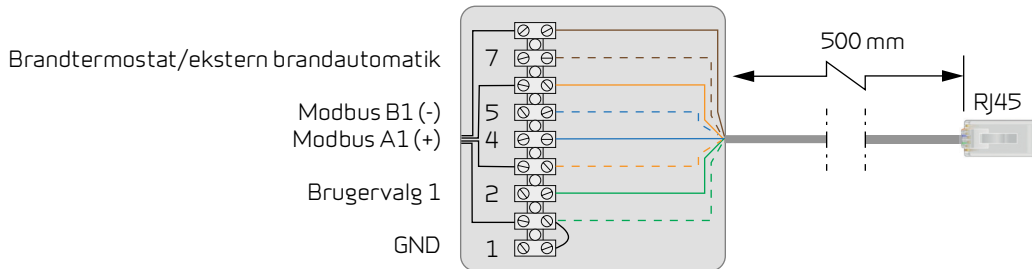 500 mm
Brandtermostat/ekstern brandautomatik 7
RJ45
Modbus B1 (-) 5
Modbus A1 (+) 4
Brugervalg 1 2
GND 1